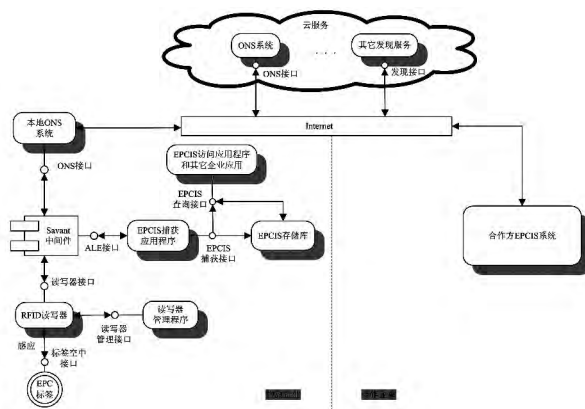 云服务
ONS系统
· · · ·
其它发现服务
ONS接口
发现接口
本地ONS
系统
Internet
EPCIS访问应用程序
和其它企业应用
ONS接口
EPCIS
查询接口
Savant
中间件
ALE接口
EPCIS捕获
应用程序
EPCIS
捕获接口
EPCIS存储库
合作方EPCIS系统
读写器接口
RFID读写器
读写器
管理接口
读写器
管理程序
感应
标签空中
接口
EPC
标签